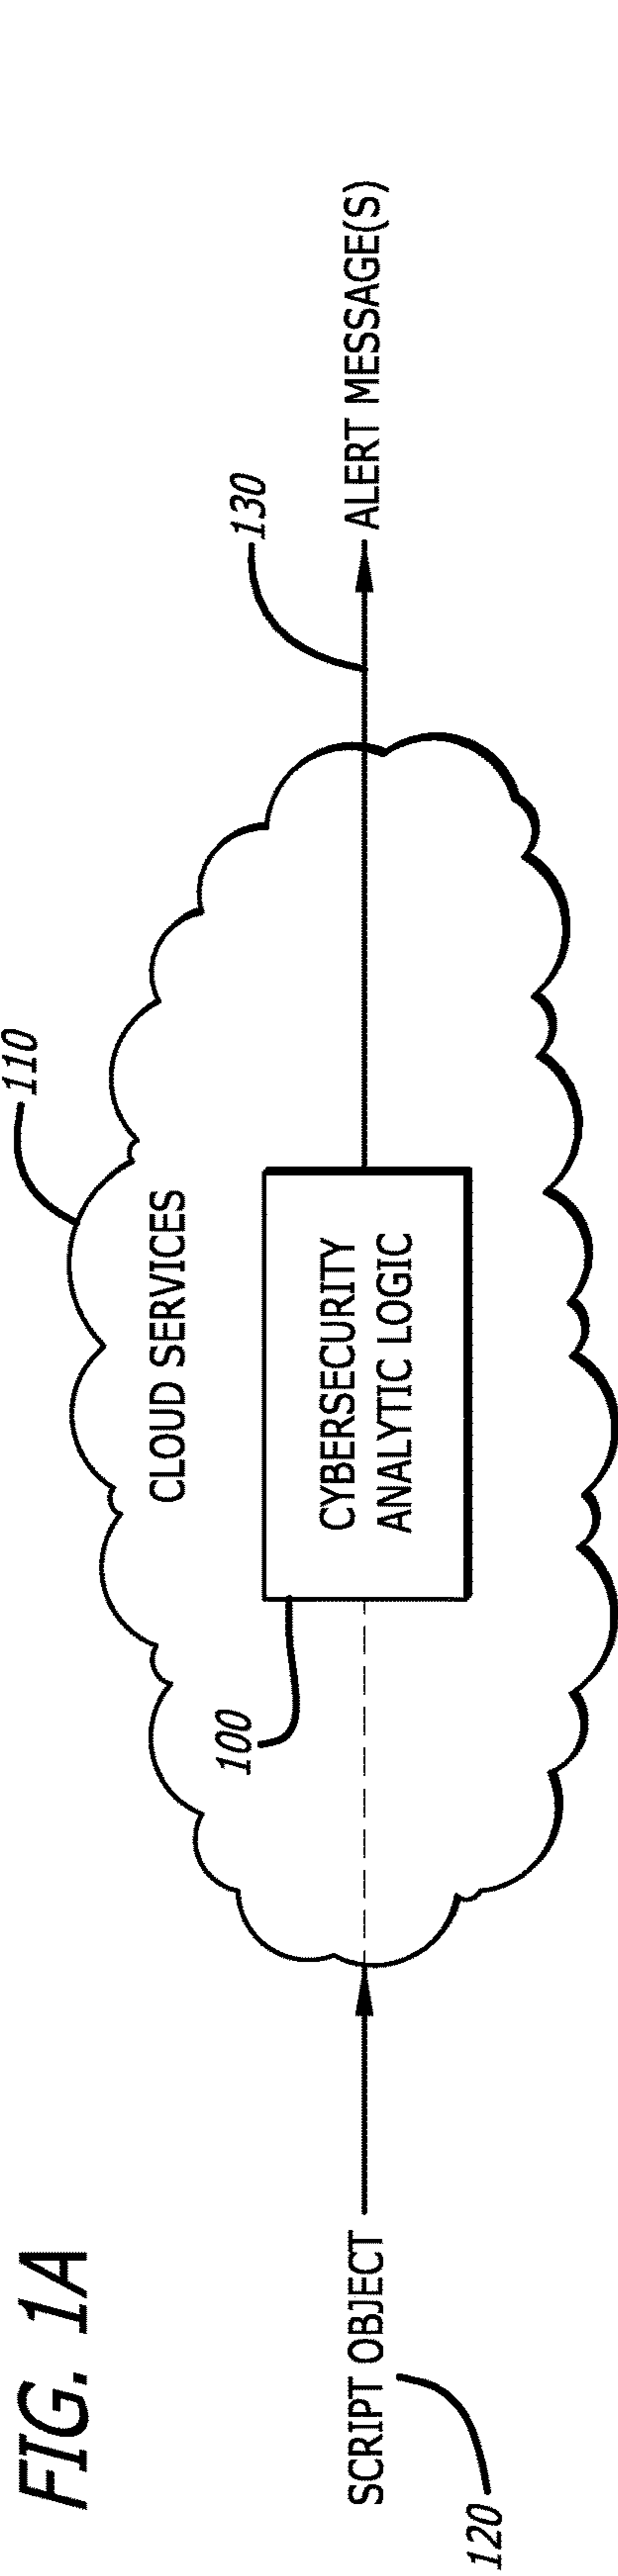 FIG. 1A
110
CLOUD SERVICES
130
100
CYBERSECURITY
ANALYTIC LOGIC
SCRIPT OBJECT
ALERT MESSAGE(S)
120